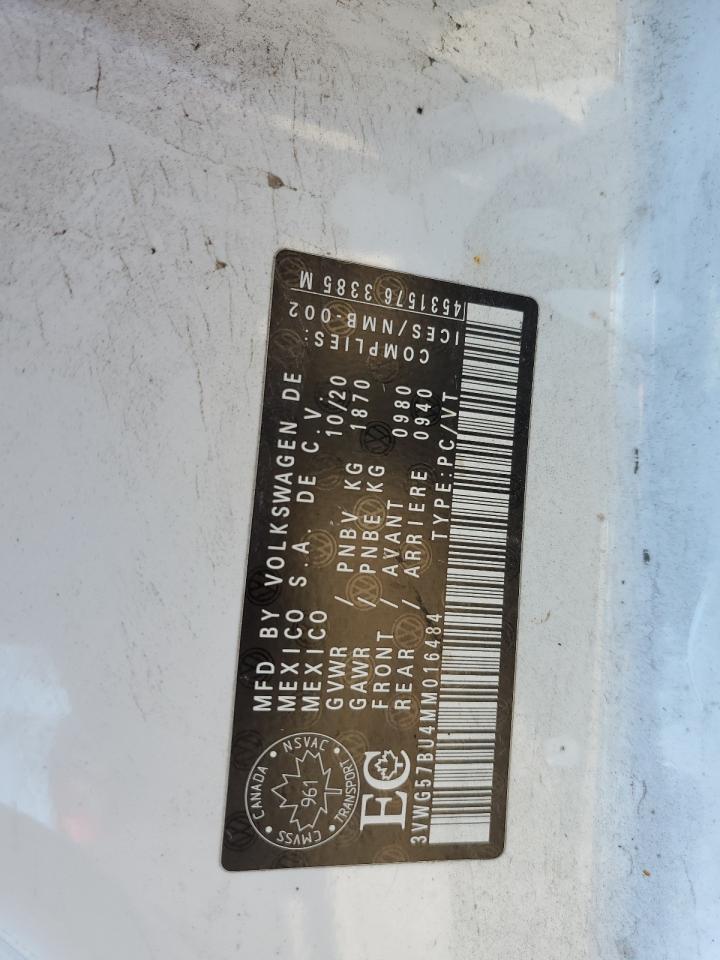 MFD BY VOLKSWAGEN DE
MEXICO S.A. DE C.V.
MEXICO 10/20
GVWR / PNBV KG 1870
GAWR / PNBE KG
FRONT / AVANT 0980
REAR / ARRIERE 0940
3VWG57BU4MM016484 TYPE:PC/VT
CANADA • NSVAC • TRANSPORT • CMVSS •
961
EC
COMPLIES:
ICES/NMB-002
4531576 3385 M